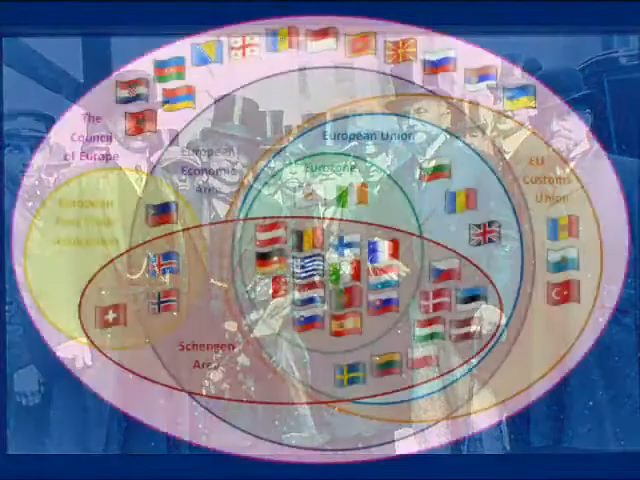 The
Council
of Europe
European
Economic
Area
European Union
Eurozone
EU
Customs
Union
European
Free Trade
Association
Schengen
Area